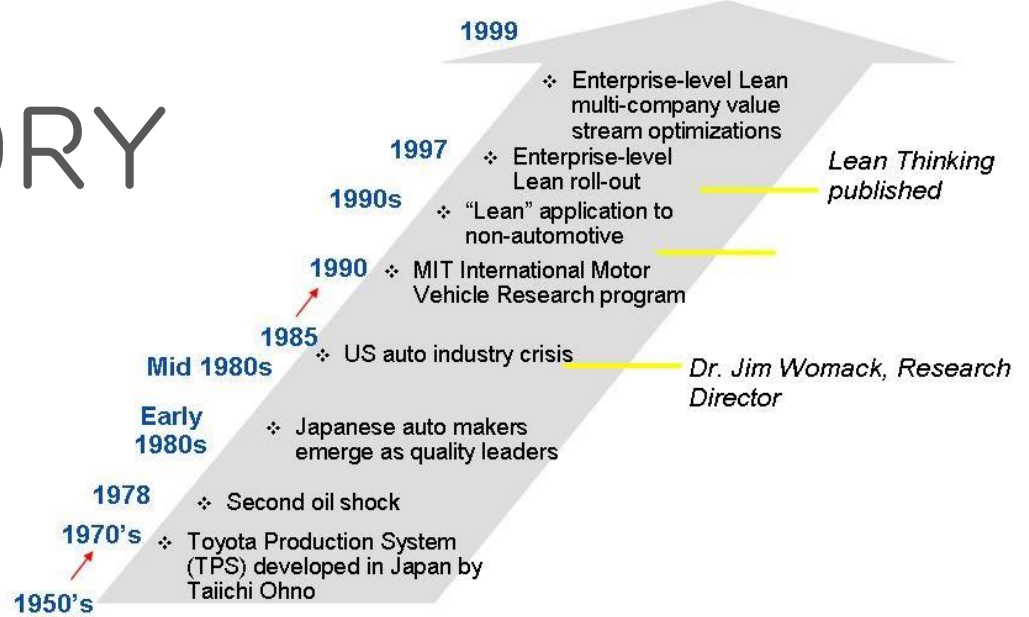 ORY
1999
❖ Enterprise-level Lean
multi-company value
stream optimizations
1997
❖ Enterprise-level
Lean roll-out
Lean Thinking
published
1990s
❖ “Lean” application to
non-automotive
1990
❖ MIT International Motor
Vehicle Research program
1985
Mid 1980s
❖ US auto industry crisis
Dr. Jim Womack, Research
Director
Early
1980s
❖ Japanese auto makers
emerge as quality leaders
1978
❖ Second oil shock
1970’s
❖ Toyota Production System
(TPS) developed in Japan by
Taiichi Ohno
1950’s